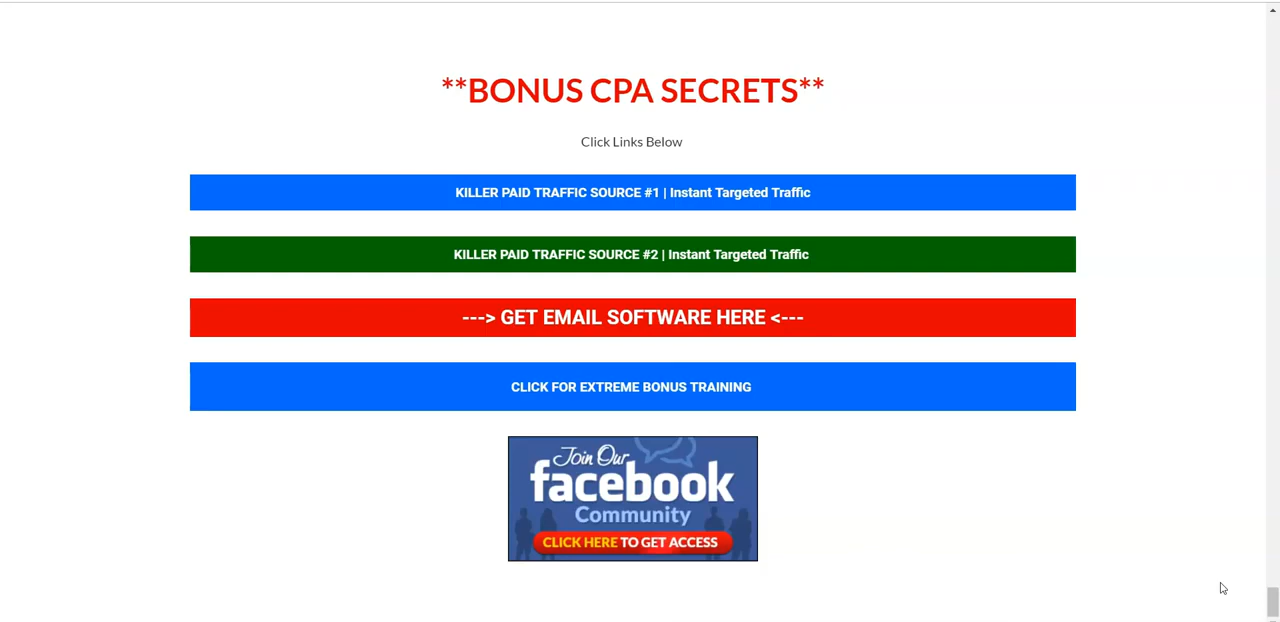 **BONUS CPA SECRETS**
Click Links Below
KILLER PAID TRAFFIC SOURCE #1 | Instant Targeted Traffic
KILLER PAID TRAFFIC SOURCE #2 | Instant Targeted Traffic
---> GET EMAIL SOFTWARE HERE <---
CLICK FOR EXTREME BONUS TRAINING
Join Our
facebook
Community
CLICK HERE TO GET ACCESS